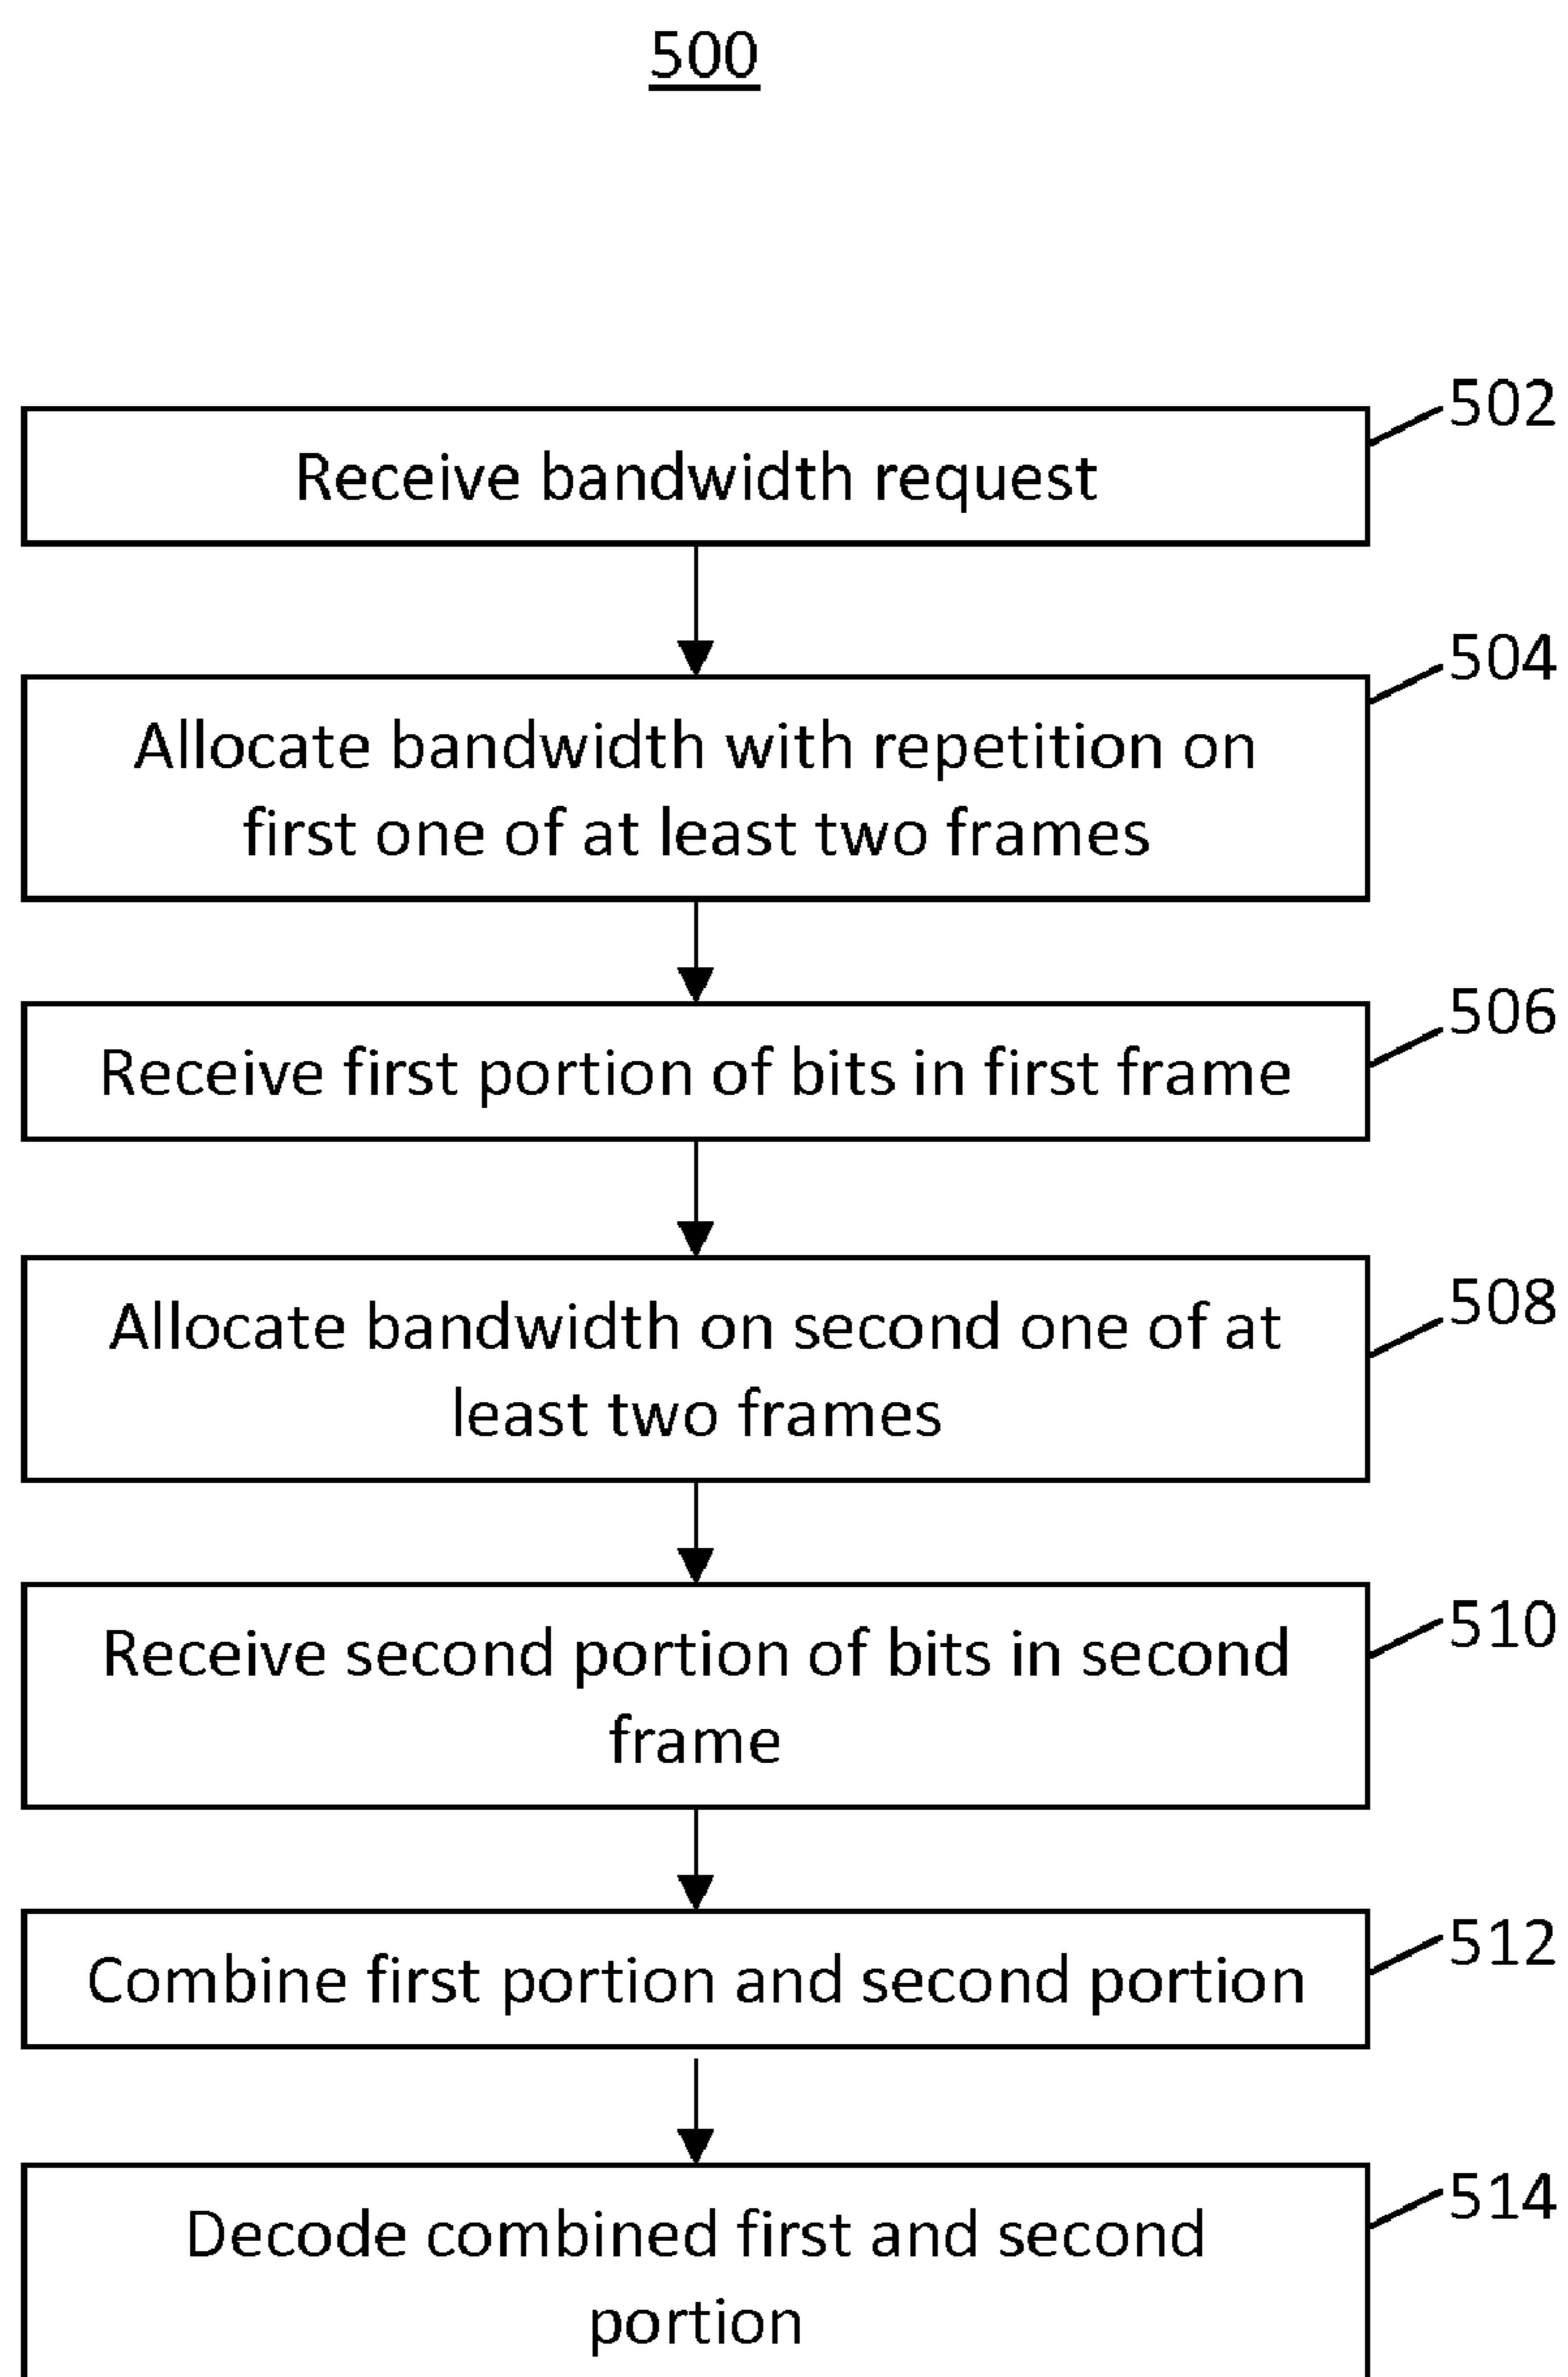 500
502
Receive bandwidth request
504
Allocate bandwidth with repetition on
first one of at least two frames
506
Receive first portion of bits in first frame
508
Allocate bandwidth on second one of at
least two frames
510
Receive second portion of bits in second
frame
512
Combine first portion and second portion
514
Decode combined first and second
portion